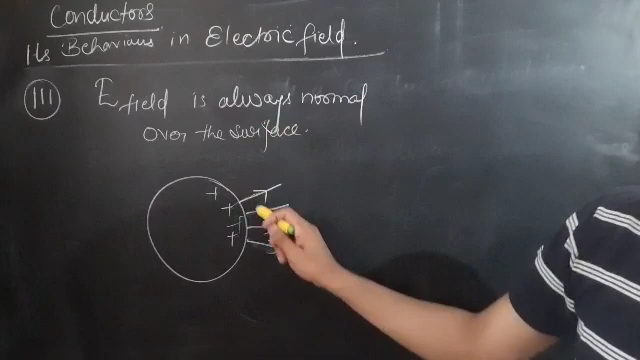 Conductors
Its Behaviour in Electric field.
III E field is always normal
over the surface.
+
+
+
+